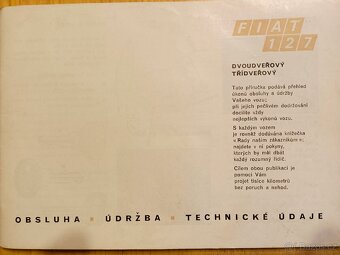 FIAT
127
DVOUDVEŘOVÝ
TŘÍDVEŘOVÝ
Tato příručka podává přehled
úkonů obsluhy a údržby
Vašeho vozu;
při jejich pečlivém dodržování
docílíte vždy
nejlepších výkonů vozu.
S každým vozem
je rovněž dodávána knížečka
« Rady našim zákazníkům »;
najdete v ní pokyny,
kterých by měl dbát
každý rozumný řidič.
Cílem obou publikací je
pomoci Vám
projet tisíce kilometrů
bez poruch a nehod.
OBSLUHA ▪ ÚDRŽBA ▪ TECHNICKÉ ÚDAJE